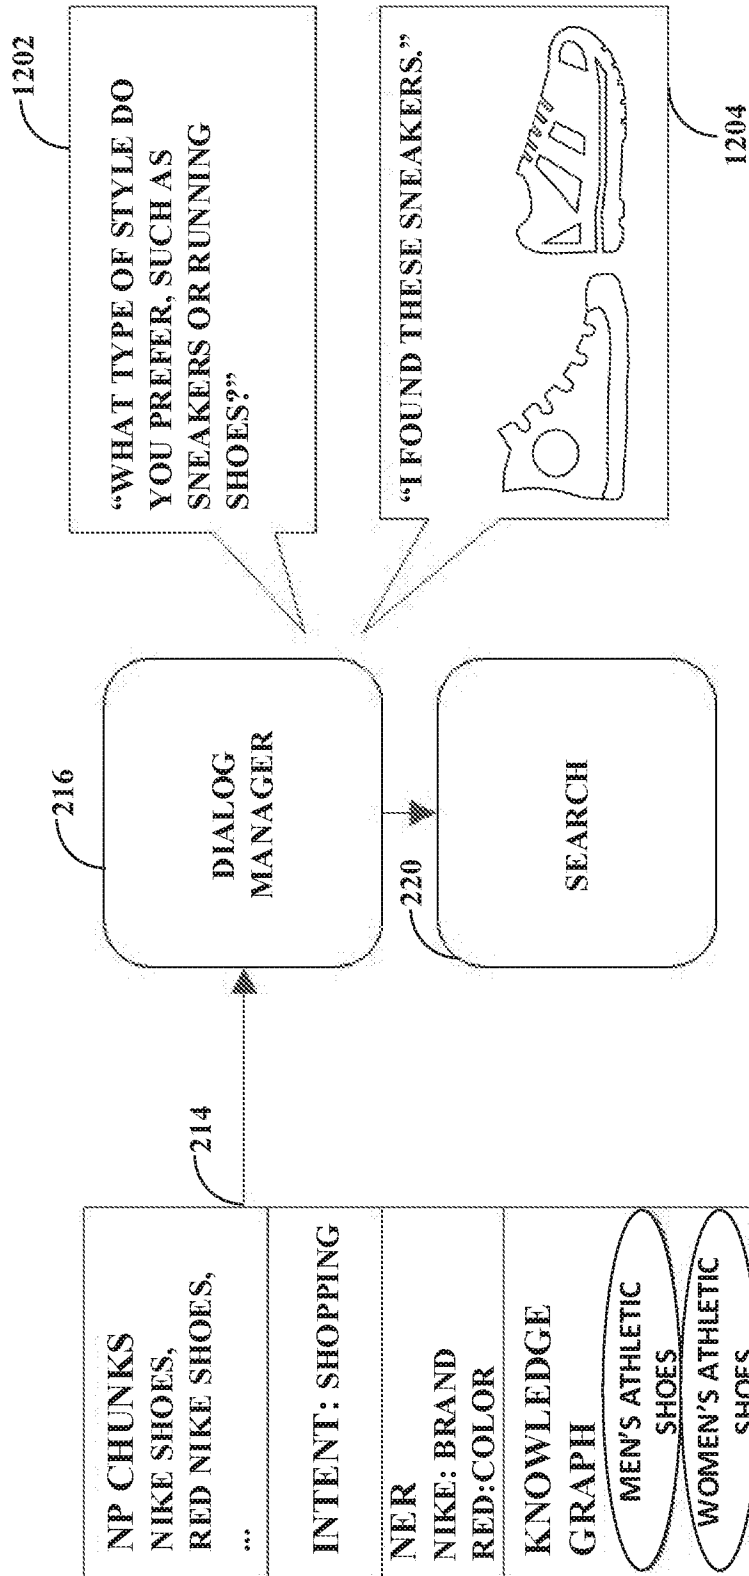 NP CHUNKS
NIKE SHOES,
RED NIKE SHOES,
...
INTENT: SHOPPING
NER
NIKE: BRAND
RED:COLOR
KNOWLEDGE
GRAPH
MEN'S ATHLETIC
SHOES
WOMEN'S ATHLETIC
SHOES
214
DIALOG
MANAGER
216
SEARCH
220
“WHAT TYPE OF STYLE DO
YOU PREFER, SUCH AS
SNEAKERS OR RUNNING
SHOES?”
1202
“I FOUND THESE SNEAKERS.”
1204